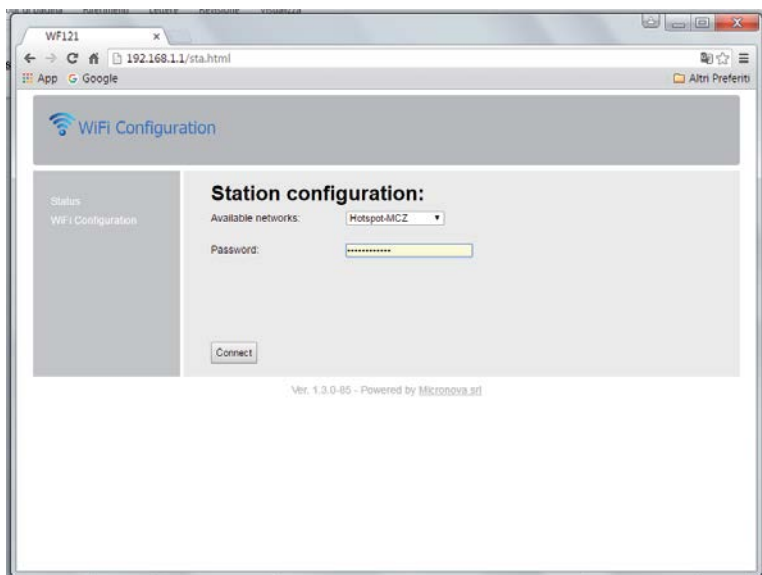 WF121
192.168.1.1/sta.html
App
Google
Altri Preferiti
WiFi Configuration
Status
WiFi Configuration
Station configuration:
Available networks:
Hotspot-MCZ
Password:
••••••••••••
Connect
Ver. 1.3.0-85 - Powered by Micronova srl